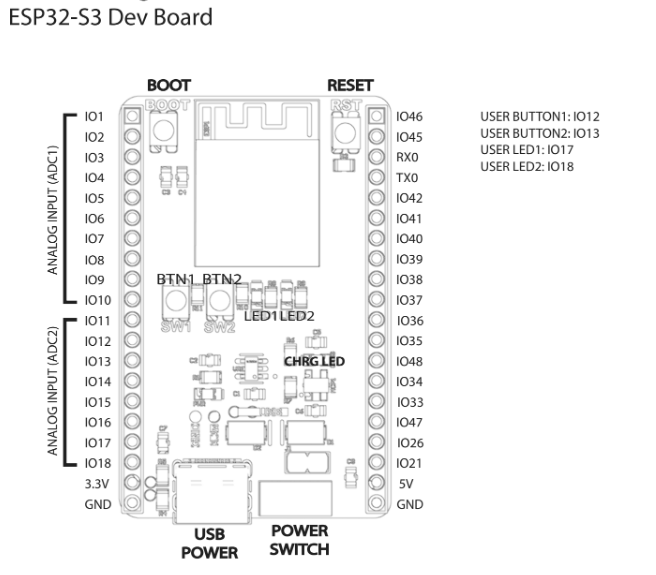 ESP32-S3 Dev Board
BOOT
RESET
BOOT
RST
IO1
IO2
IO3
IO4
IO5
IO6
IO7
IO8
IO9
IO10
IO11
IO12
IO13
IO14
IO15
IO16
IO17
IO18
3.3V
GND
ANALOG INPUT (ADC1)
ANALOG INPUT (ADC2)
IO46
IO45
RX0
TX0
IO42
IO41
IO40
IO39
IO38
IO37
IO36
IO35
IO48
IO34
IO33
IO47
IO26
IO21
5V
GND
USER BUTTON1: IO12
USER BUTTON2: IO13
USER LED1: IO17
USER LED2: IO18
C3 C1
BTN1 BTN2
SW1 SW2
LED1 LED2
CHRG LED
USB
POWER
POWER
SWITCH